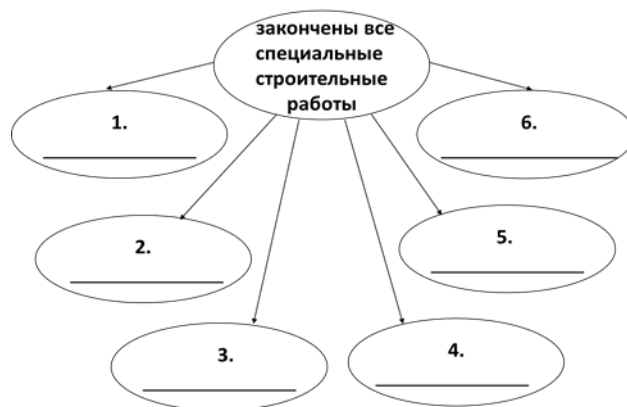 закончены все
специальные
строительные
работы
1.
6.
2.
5.
3.
4.